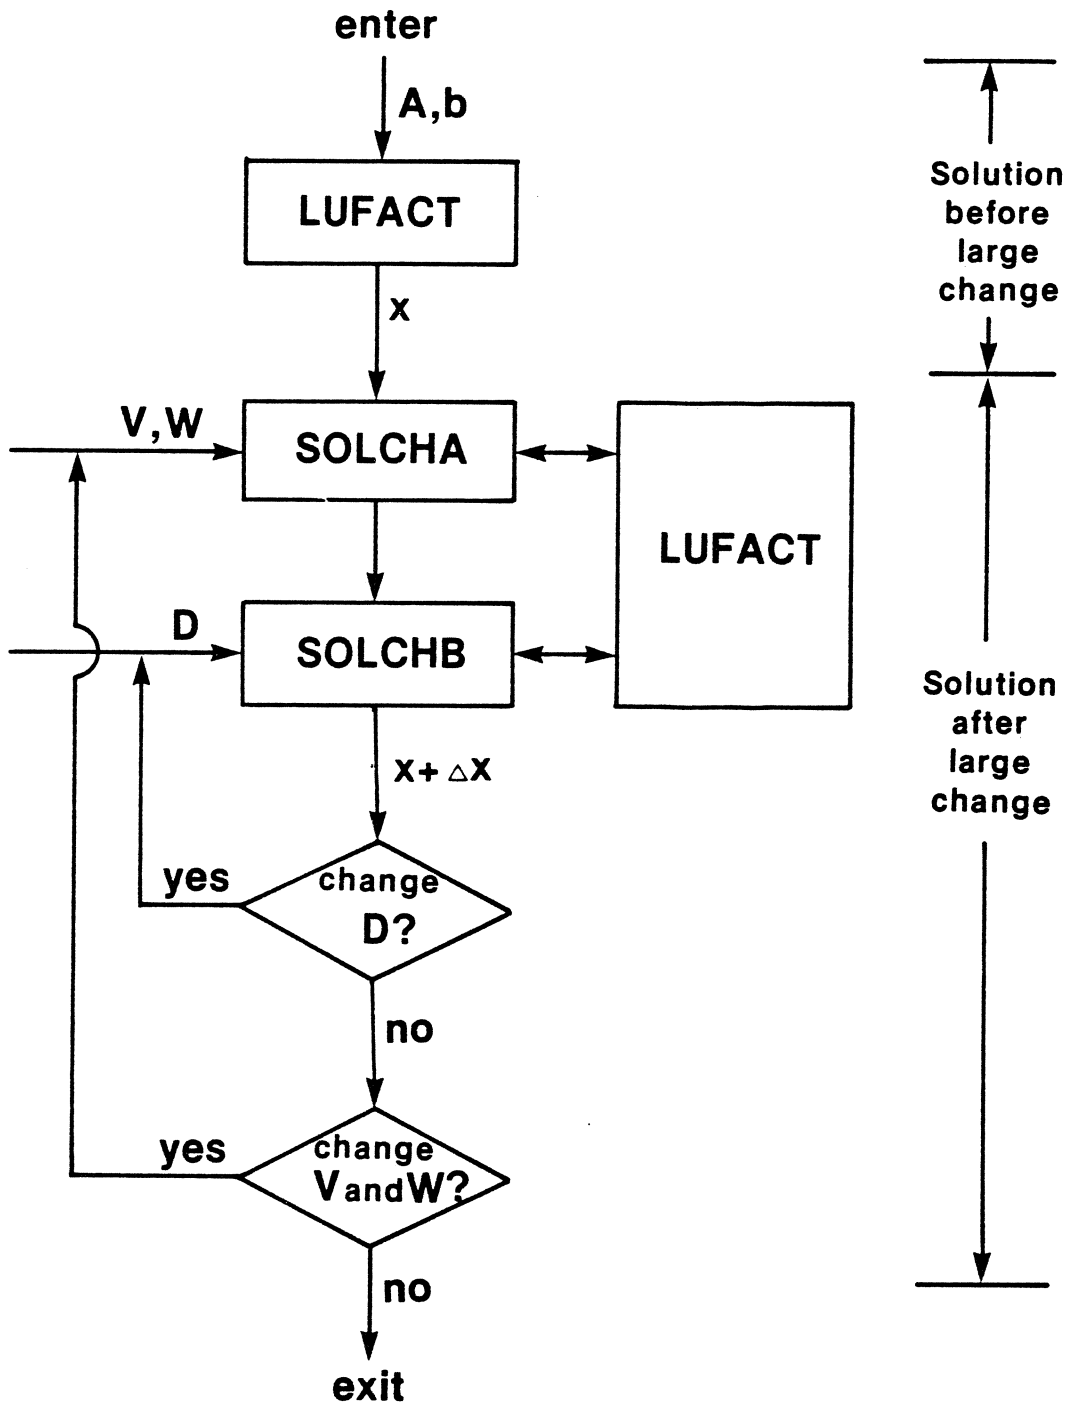 enter
A,b
LUFACT
x
V,W
SOLCHA
LUFACT
D
SOLCHB
x+ △x
yes
change
D?
no
yes
change
VandW?
no
exit
Solution
before
large
change
Solution
after
large
change